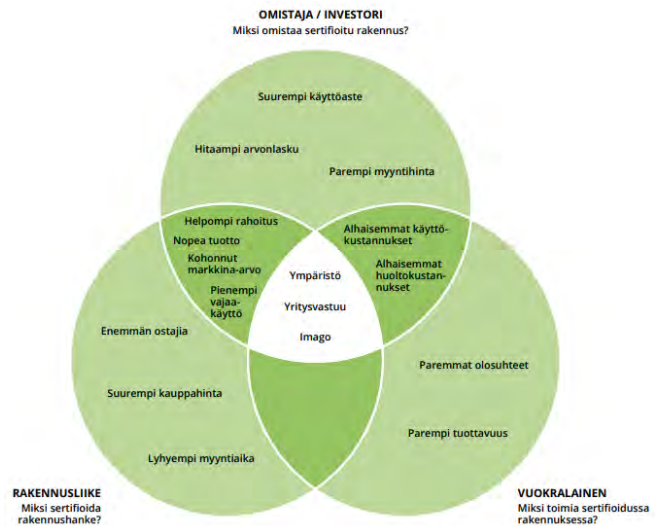 OMISTAJA / INVESTORI
Miksi omistaa sertifioitu rakennus?
Suurempi käyttöaste
Hitaampi arvonlasku
Parempi myyntihinta
Helpompi rahoitus
Nopea tuotto
Kohonnut
markkina-arvo
Pienempi
vajaa-
käyttö
Alhaisemmat käyttö-
kustannukset
Alhaisemmat
huoltokustan-
nukset
Ympäristö
Yritysvastuu
Imago
Enemmän ostajia
Suurempi kauppahinta
Lyhyempi myyntiaika
Paremmat olosuhteet
Parempi tuottavuus
RAKENNUSLIIKE
Miksi sertifioida
rakennushanke?
VUOKRALAINEN
Miksi toimia sertifioidussa
rakennuksessa?